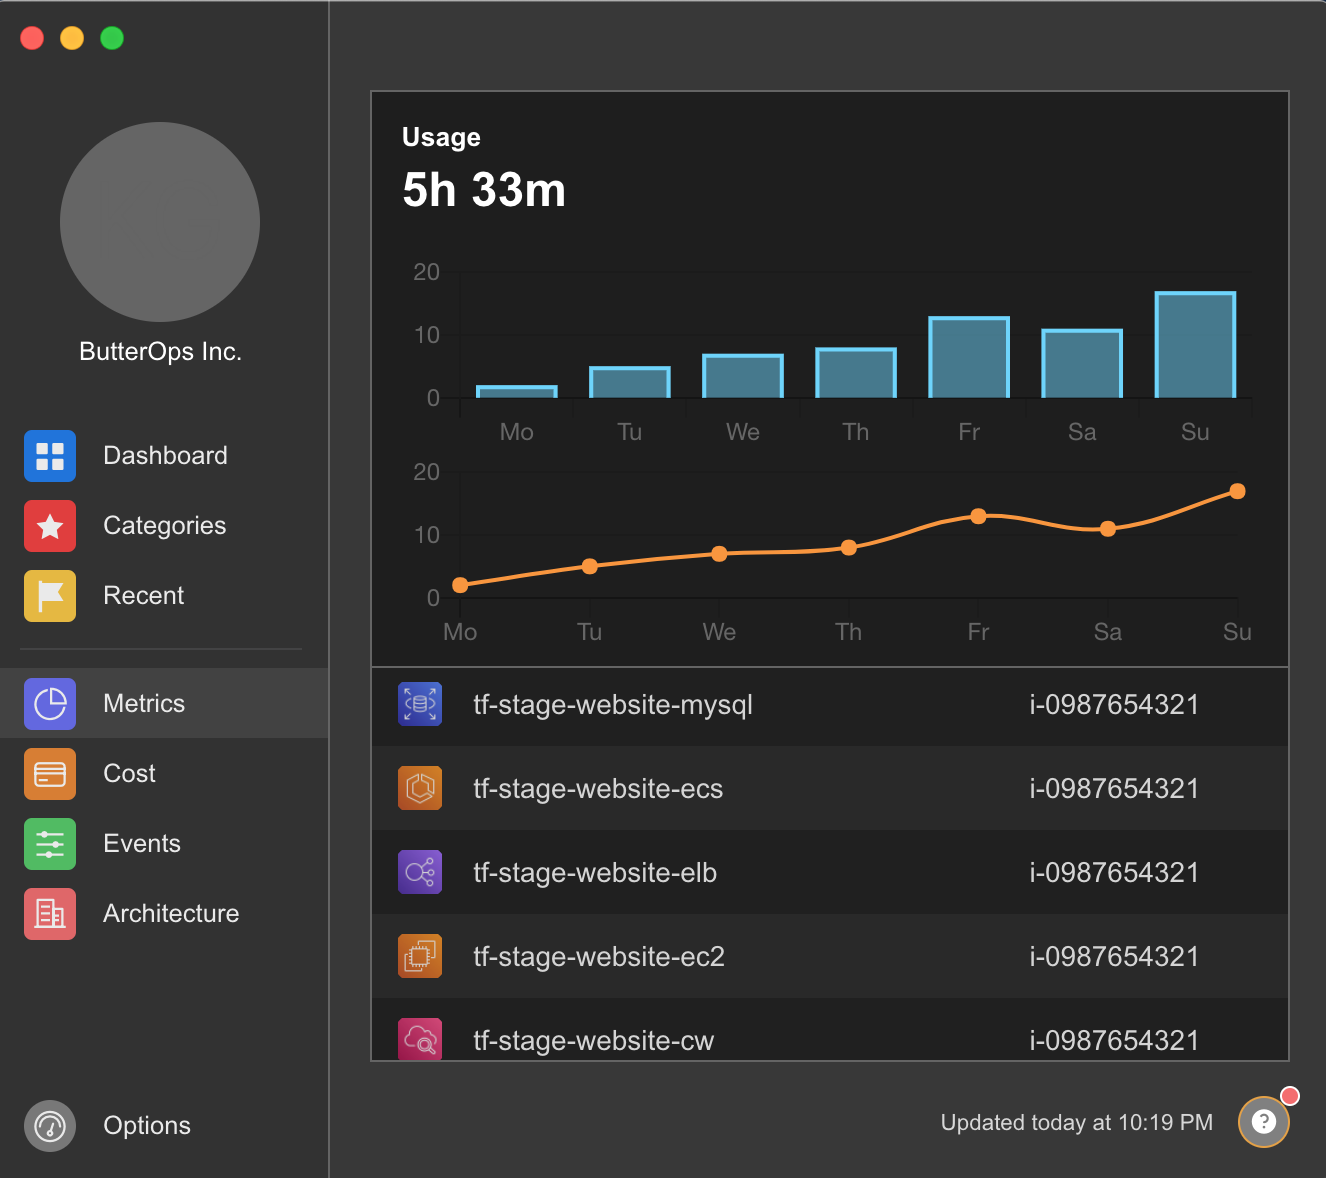 ButterOps Inc.
Dashboard
Categories
Recent
Metrics
Cost
Events
Architecture
Options
Usage
5h 33m
20
10
0
Mo Tu We Th Fr Sa Su
20
10
0
Mo Tu We Th Fr Sa Su
tf-stage-website-mysql i-0987654321
tf-stage-website-ecs i-0987654321
tf-stage-website-elb i-0987654321
tf-stage-website-ec2 i-0987654321
tf-stage-website-cw i-0987654321
Updated today at 10:19 PM ?